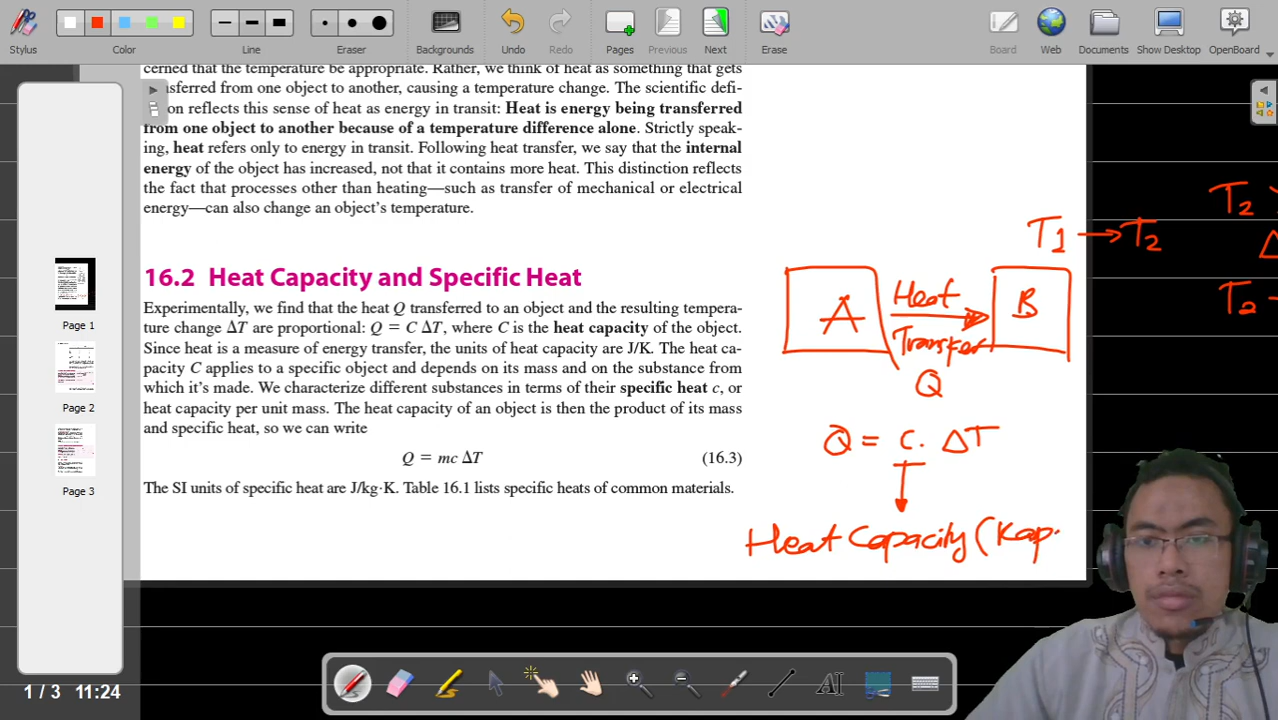 Stylus
Color
Line
Eraser
Backgrounds
Undo
Redo
Pages
Previous
Next
Erase
Board
Web
Documents
Show Desktop
OpenBoard
cerned that the temperature be appropriate. Rather, we think of heat as something that gets
nsferred from one object to another, causing a temperature change. The scientific defi-
on reflects this sense of heat as energy in transit: Heat is energy being transferred
from one object to another because of a temperature difference alone. Strictly speak-
ing, heat refers only to energy in transit. Following heat transfer, we say that the internal
energy of the object has increased, not that it contains more heat. This distinction reflects
the fact that processes other than heating—such as transfer of mechanical or electrical
energy—can also change an object's temperature.
16.2 Heat Capacity and Specific Heat
Experimentally, we find that the heat Q transferred to an object and the resulting tempera-
ture change ΔT are proportional: Q = C ΔT, where C is the heat capacity of the object.
Since heat is a measure of energy transfer, the units of heat capacity are J/K. The heat ca-
pacity C applies to a specific object and depends on its mass and on the substance from
which it's made. We characterize different substances in terms of their specific heat c, or
heat capacity per unit mass. The heat capacity of an object is then the product of its mass
and specific heat, so we can write
Q = mc ΔT (16.3)
The SI units of specific heat are J/kg·K. Table 16.1 lists specific heats of common materials.
T1 → T2
T2
Δ
T2 -
A
Heat
Transfer
Q
B
Q = C. ΔT
Heat Capacity (Kap.
Page 1
Page 2
Page 3
1 / 3 11:24